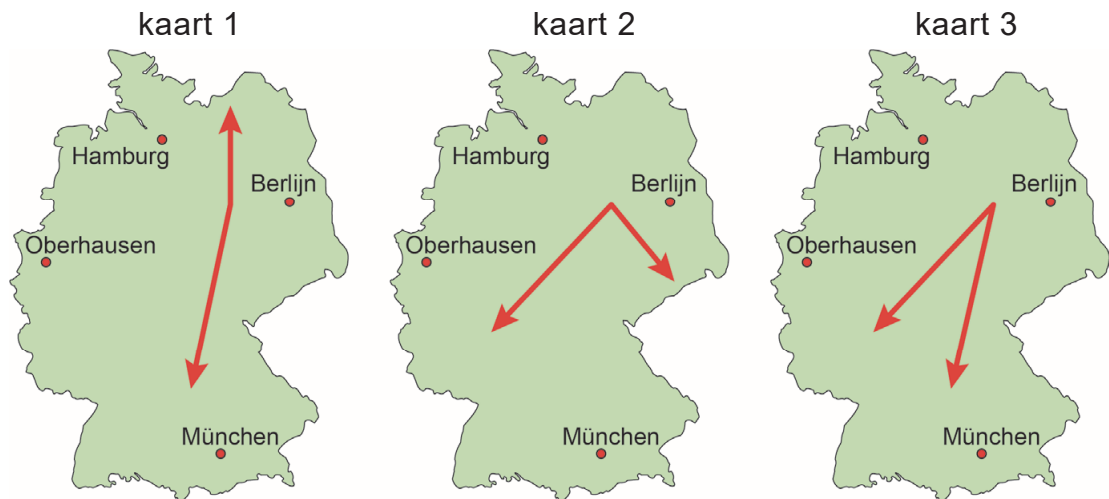 kaart 1
Hamburg
Berlijn
Oberhausen
München
kaart 2
Hamburg
Berlijn
Oberhausen
München
kaart 3
Hamburg
Berlijn
Oberhausen
München